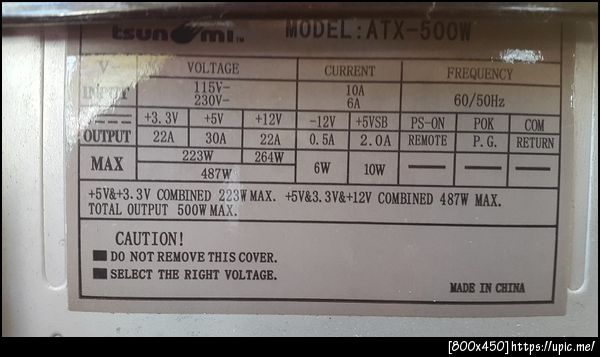 tsunami™ MODEL:ATX-500W
VOLTAGE CURRENT FREQUENCY
INPUT 115V~ 10A 60/50Hz
230V~ 6A
+3.3V +5V +12V -12V +5VSB PS-ON POK COM
OUTPUT 22A 30A 22A 0.5A 2.0A REMOTE P.G. RETURN
MAX 223W 264W 6W 10W
487W
+5V&+3.3V COMBINED 223W MAX. +5V&3.3V&+12V COMBINED 487W MAX.
TOTAL OUTPUT 500W MAX.
CAUTION!
DO NOT REMOVE THIS COVER.
SELECT THE RIGHT VOLTAGE.
MADE IN CHINA
[800x450]https://upic.me/